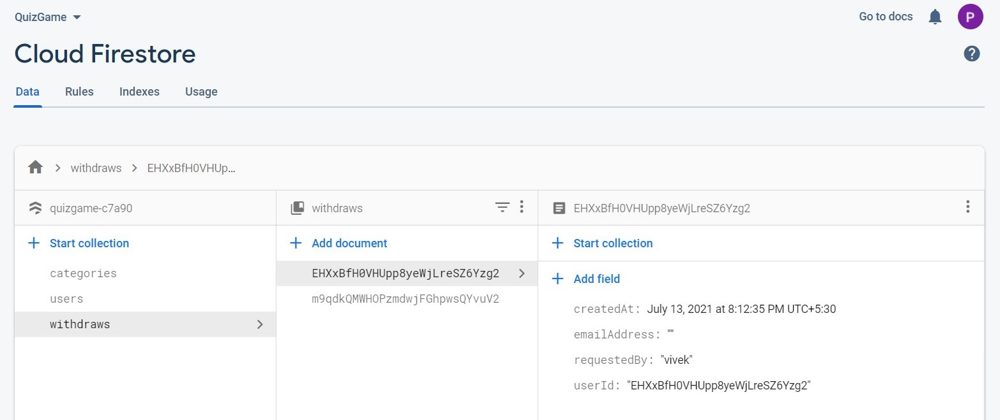 QuizGame
Go to docs
P
Cloud Firestore
?
Data Rules Indexes Usage
withdraws
EHXxBfH0VHUp...
quizgame-c7a90
Start collection
categories
users
withdraws
withdraws
Add document
EHXxBfH0VHUpp8yeWjLreSZ6Yzg2
m9qdkQMWHOPzmdwjFGhpwsQYvuV2
EHXxBfH0VHUpp8yeWjLreSZ6Yzg2
Start collection
Add field
createdAt: July 13, 2021 at 8:12:35 PM UTC+5:30
emailAddress: ""
requestedBy: "vivek"
userId: "EHXxBfH0VHUpp8yeWjLreSZ6Yzg2"